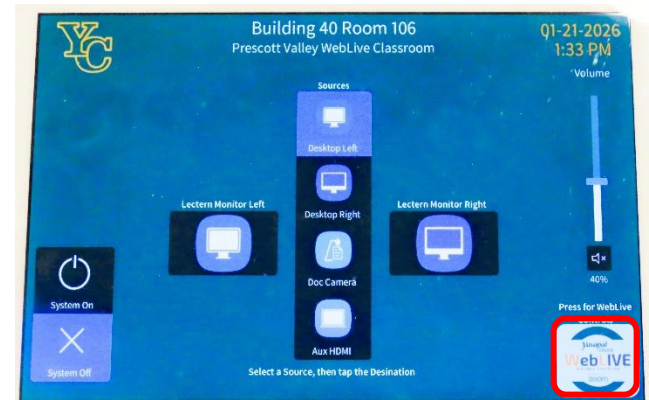 YC
Building 40 Room 106
Prescott Valley WebLive Classroom
01-21-2026
1:33 PM
Volume
Sources
Desktop Left
Desktop Right
Doc Camera
Aux HDMI
Lectern Monitor Left
Lectern Monitor Right
System On
System Off
40%
Press for WebLive
Controls
Yavapai
WebLIVE
zoom
Select a Source, then tap the Desination